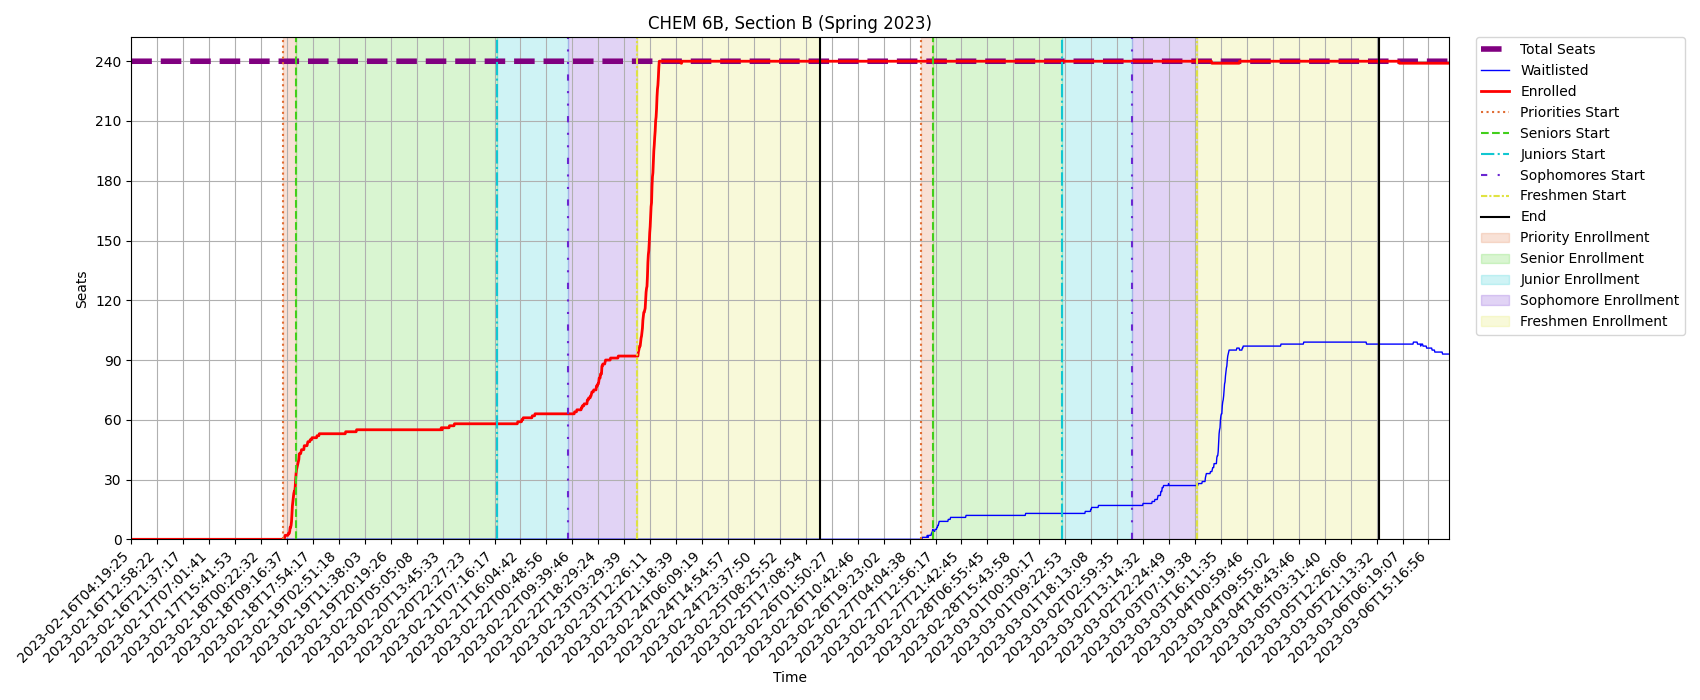 CHEM 6B, Section B (Spring 2023)
Seats
240
210
180
150
120
90
60
30
0
2023-02-16T04:19:25
2023-02-16T12:58:22
2023-02-16T21:37:17
2023-02-17T07:01:41
2023-02-17T15:41:53
2023-02-18T00:22:32
2023-02-18T09:16:37
2023-02-18T17:54:17
2023-02-19T02:51:18
2023-02-19T11:38:03
2023-02-19T20:19:26
2023-02-20T05:05:08
2023-02-20T13:45:33
2023-02-20T22:27:23
2023-02-21T07:16:17
2023-02-21T16:04:42
2023-02-22T00:48:56
2023-02-22T09:39:46
2023-02-22T18:29:24
2023-02-23T03:29:39
2023-02-23T12:26:11
2023-02-23T21:18:39
2023-02-24T06:09:19
2023-02-24T14:54:57
2023-02-24T23:37:50
2023-02-25T08:25:52
2023-02-25T17:08:54
2023-02-26T01:50:27
2023-02-26T10:42:46
2023-02-26T19:23:02
2023-02-27T04:04:38
2023-02-27T12:56:17
2023-02-27T21:42:45
2023-02-28T06:55:45
2023-02-28T15:43:58
2023-03-01T00:30:17
2023-03-01T09:22:53
2023-03-01T18:13:08
2023-03-02T02:59:35
2023-03-02T13:14:32
2023-03-02T22:24:49
2023-03-03T07:19:38
2023-03-03T16:11:35
2023-03-04T00:59:46
2023-03-04T09:55:02
2023-03-04T18:43:46
2023-03-05T03:31:40
2023-03-05T12:26:06
2023-03-05T21:13:32
2023-03-06T06:19:07
2023-03-06T15:16:56
Time
Total Seats
Waitlisted
Enrolled
Priorities Start
Seniors Start
Juniors Start
Sophomores Start
Freshmen Start
End
Priority Enrollment
Senior Enrollment
Junior Enrollment
Sophomore Enrollment
Freshmen Enrollment